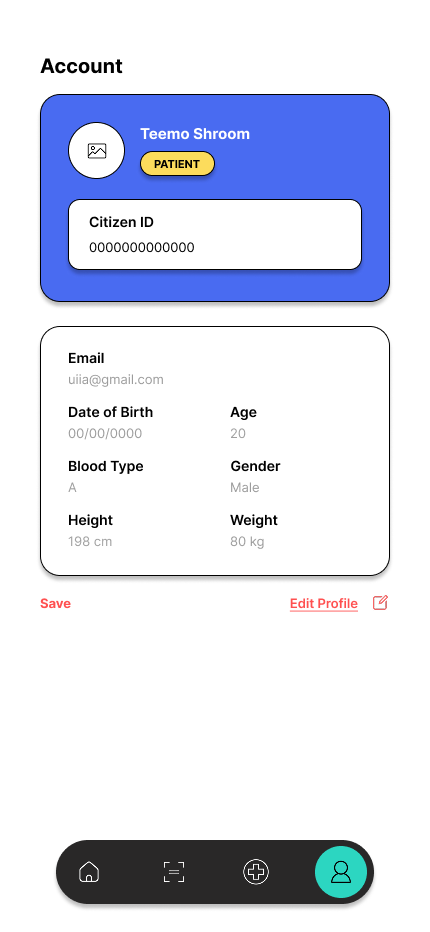 Account
Teemo Shroom
PATIENT
Citizen ID
0000000000000
Email
uiia@gmail.com
Date of Birth Age
00/00/0000 20
Blood Type Gender
A Male
Height Weight
198 cm 80 kg
Save Edit Profile